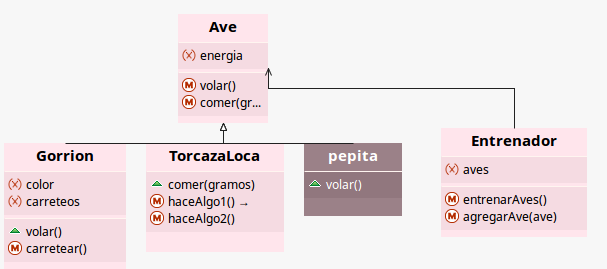 Ave
energia
volar()
comer(gr...
Gorrion
color
carreteos
volar()
carretear()
TorcazaLoca
comer(gramos)
haceAlgo1() →
haceAlgo2()
pepita
volar()
Entrenador
aves
entrenarAves()
agregarAve(ave)